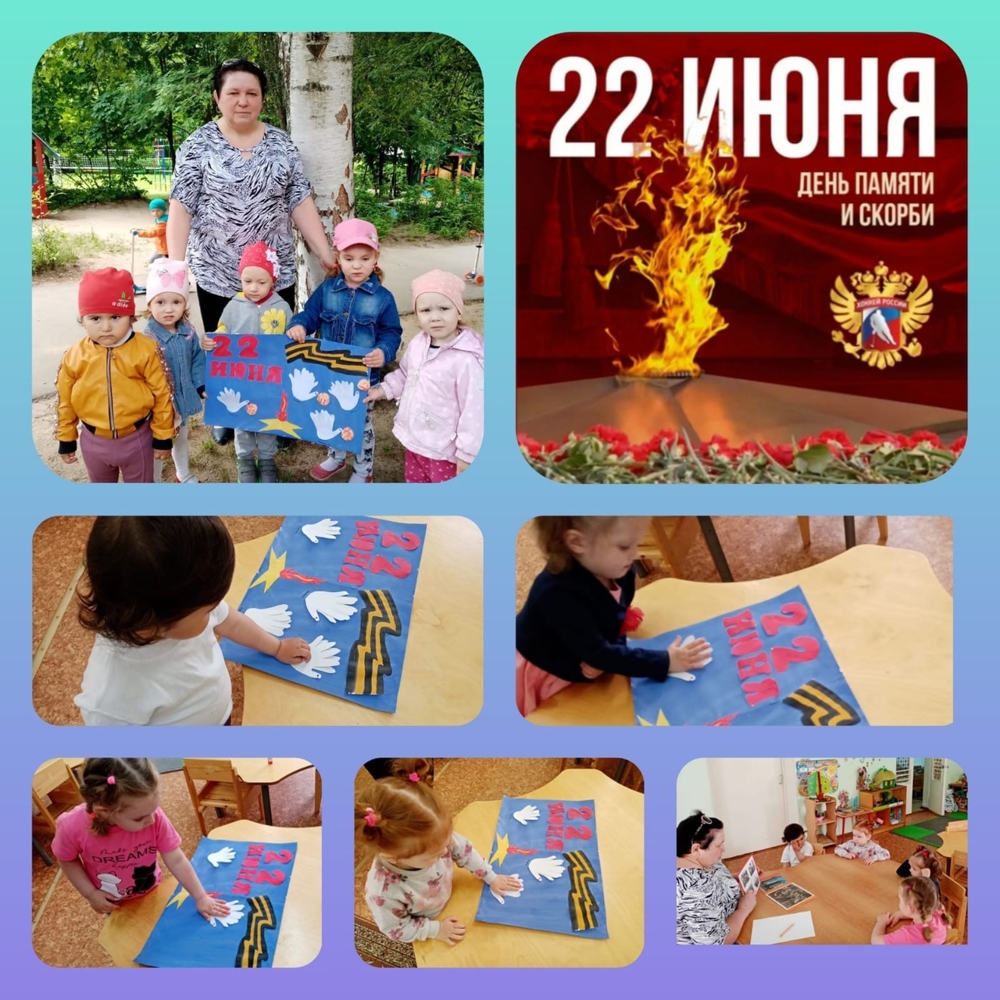 22
ИЮНЯ
22 ИЮНЯ
ДЕНЬ ПАМЯТИ
И СКОРБИ
ХОККЕЙ РОССИИ
22
ИЮНЯ
22
ИЮНЯ
DREAMS
22
ИЮНЯ
22
ИЮНЯ